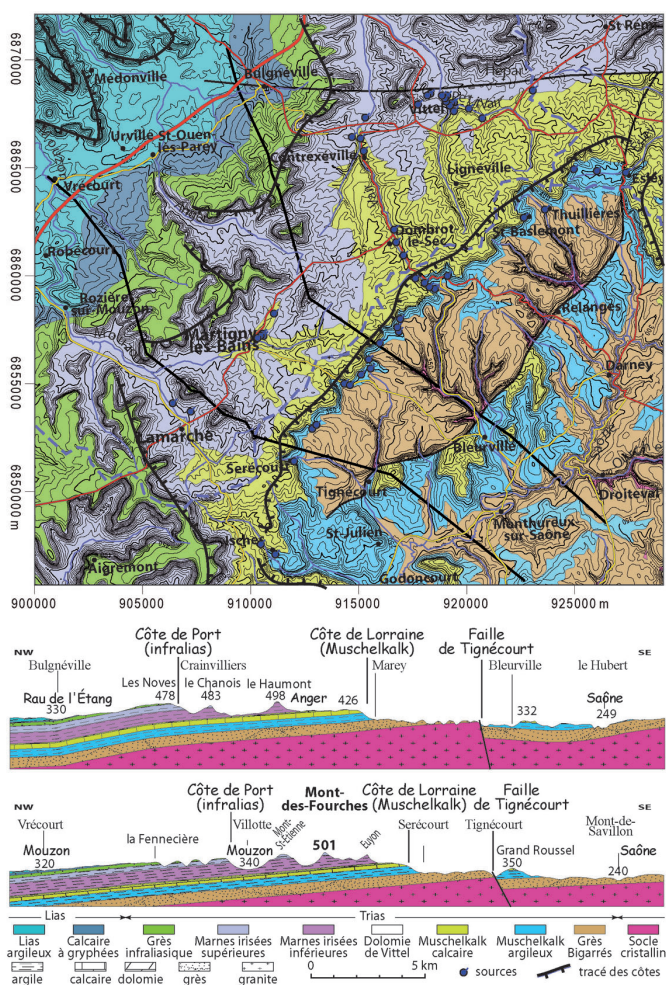 6870000
6865000
6860000
6855000
6850000 m
St Rémi
Médonville
Bulgnéville
Vittel
Urville
St-Ouen-
lès-Parey
Contrexéville
Lignéville
Vrécourt
Thuillières
St-Baslemont
Dombrot-
le-Sec
Robécourt
Rozière
sur-Mouzon
Relanges
Martigny
les-Bains
Darney
Lamarche
Bleurville
Serécourt
Tignécourt
Droiteval
Monthureux-
sur-Saône
Ische
St-Julien
Aigremont
Godoncourt
900000 905000 910000 915000 920000 925000 m
NW Côte de Port (infralias) Côte de Lorraine (Muschelkalk) Faille de Tignécourt SE
Bulgnéville Crainvilliers Marey Bleurville le Hubert
Les Noves le Chanois le Haumont
Rau de l'Étang 478 483 498 Anger 426 332 Saône
330 249
NW Côte de Port (infralias) Mont-des-Fourches Côte de Lorraine (Muschelkalk) Faille de Tignécourt SE
Vrécourt la Fennecière Villotte Mont-St-Etienne Serécourt Tignécourt Mont-de-Savillon
Mouzon Mouzon 501 Euyon Grand Roussel Saône
320 340 350 240
Lias Trias
Lias argileux
Calcaire à gryphées
Grès infraliasique
Marnes irisées supérieures
Marnes irisées inférieures
Dolomie de Vittel
Muschelkalk calcaire
Muschelkalk argileux
Grès Bigarrés
Socle cristallin
argile calcaire dolomie grès granite 0 5 km sources tracé des côtes